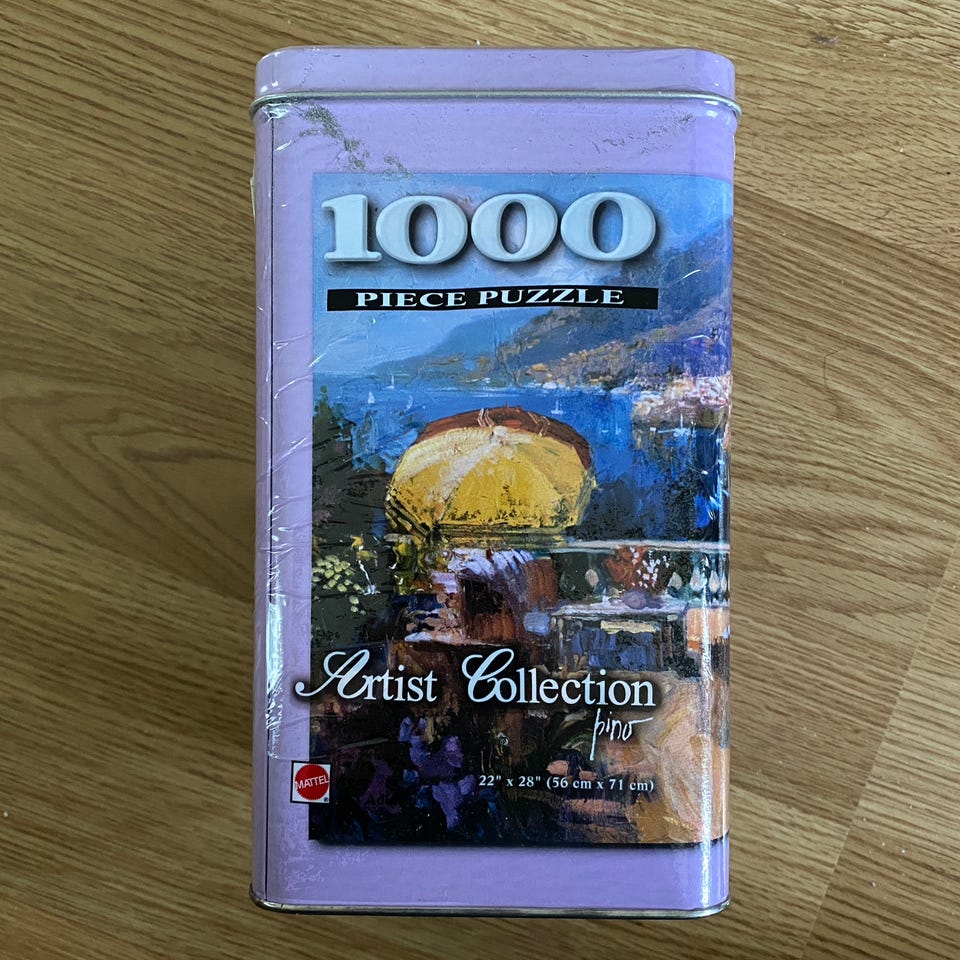 1000
PIECE PUZZLE
Artist Collection
pino
22" x 28" (56 cm x 71 cm)
MATTEL
®